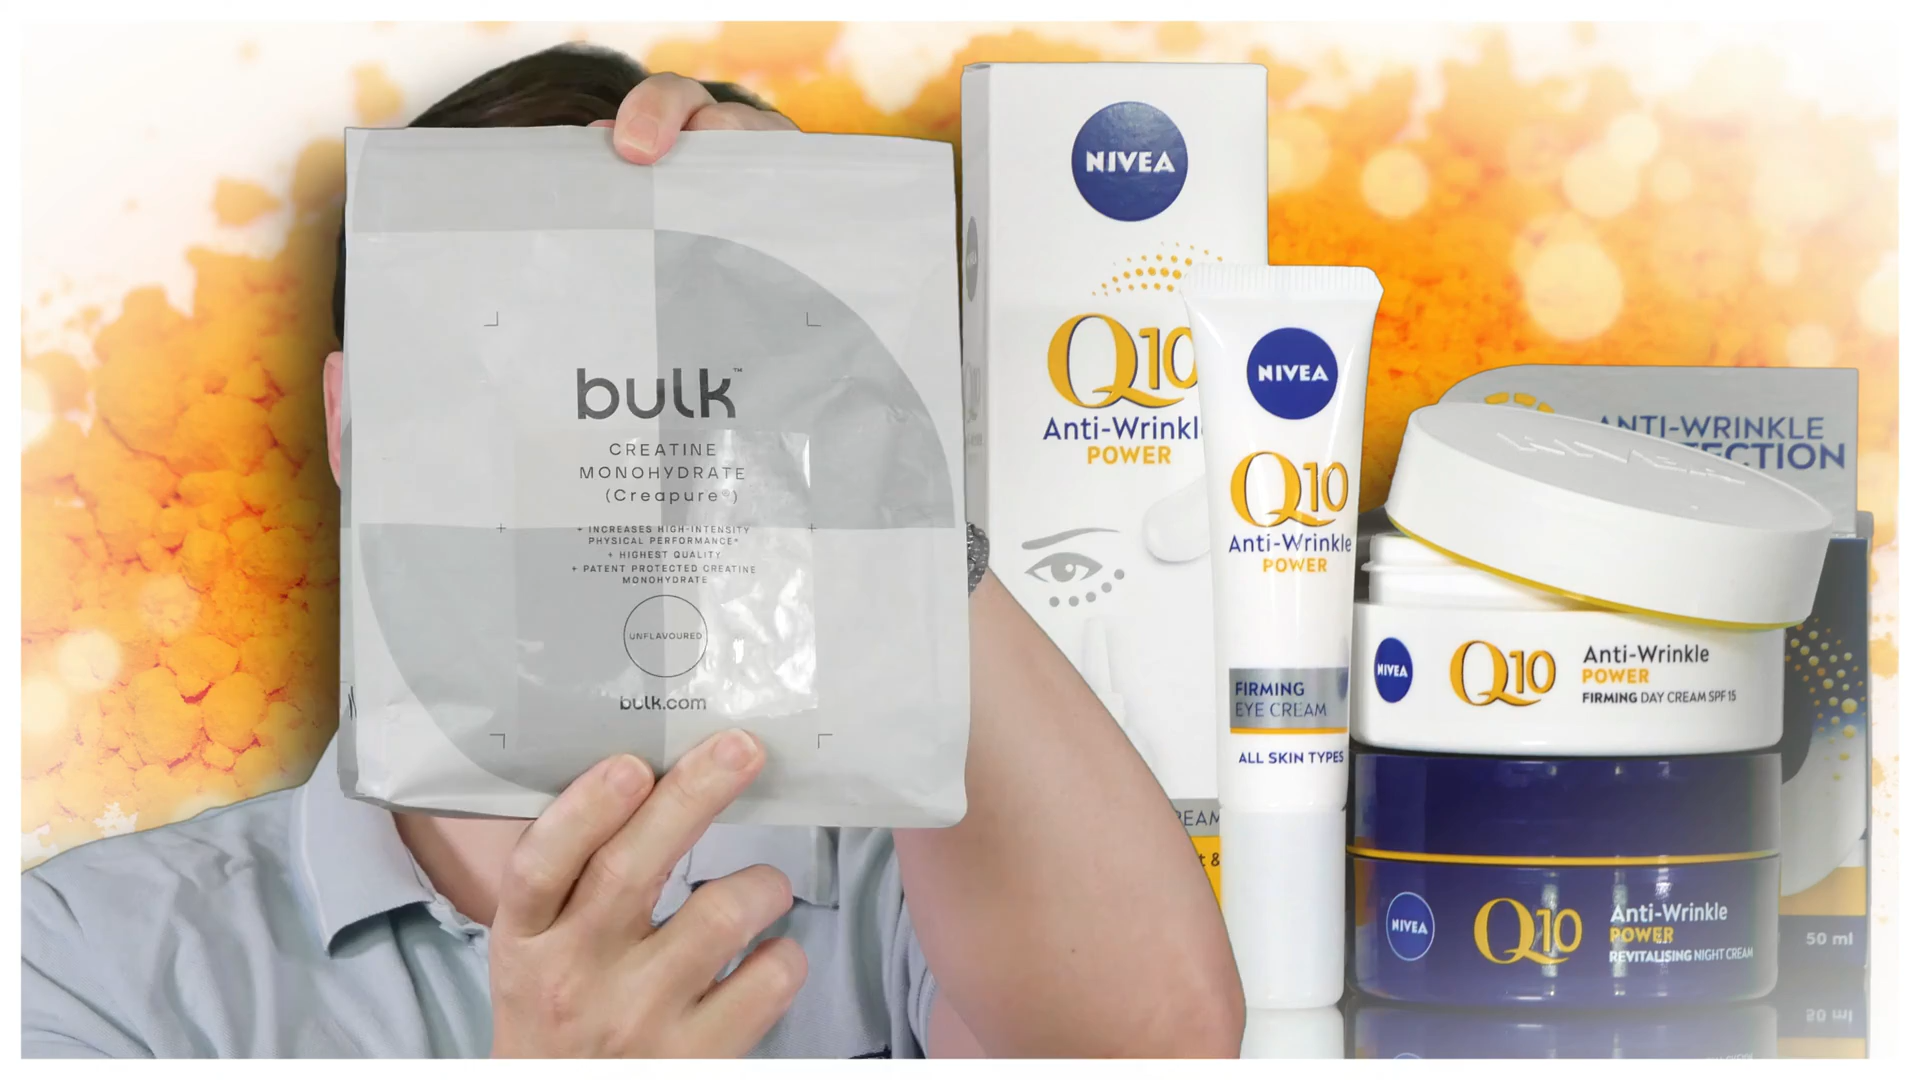 bulk™
CREATINE
MONOHYDRATE
(Creapure®)
+ INCREASES HIGH-INTENSITY
PHYSICAL PERFORMANCE*
+ HIGHEST QUALITY
+ PATENT PROTECTED CREATINE
MONOHYDRATE
UNFLAVOURED
bulk.com
NIVEA
Q10
Anti-Wrinkl
POWER
NIVEA
Q10
Anti-Wrinkle
POWER
FIRMING
EYE CREAM
ALL SKIN TYPES
ANTI-WRINKLE
NIVEA
Q10
Anti-Wrinkle
POWER
FIRMING DAY CREAM SPF 15
NIVEA
Q10
Anti-Wrinkle
POWER
REVITALISING NIGHT CREAM
50 ml